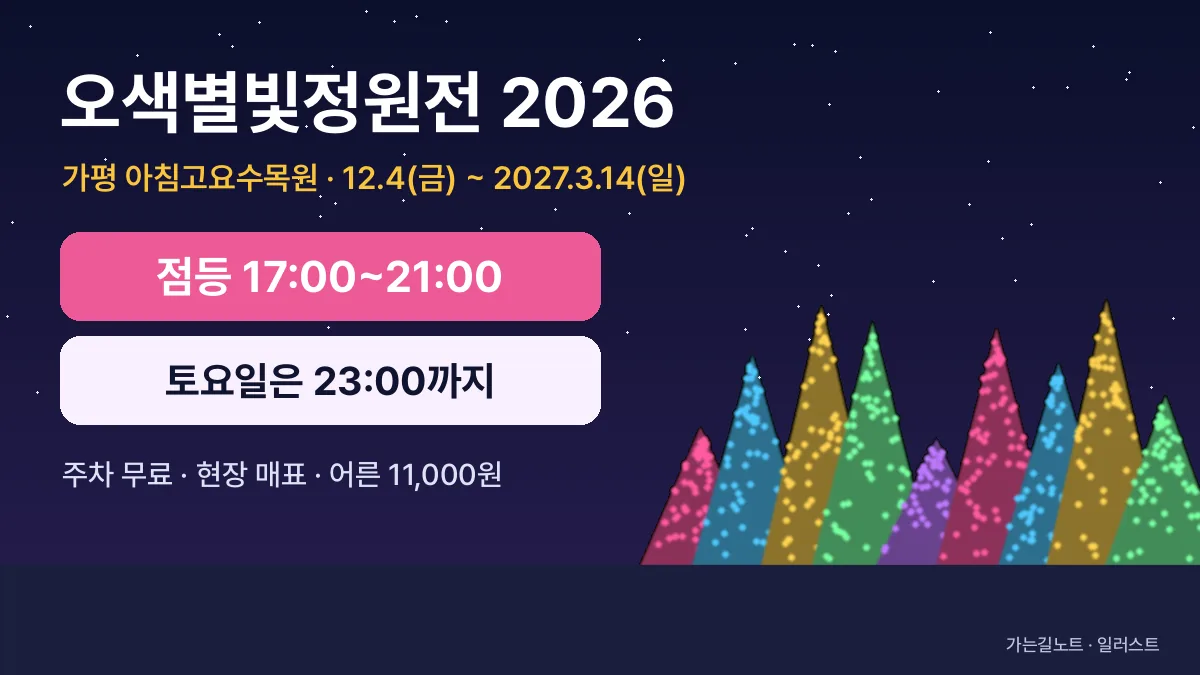 오색별빛정원전 2026
가평 아침고요수목원 · 12.4(금) ~ 2027.3.14(일)
점등 17:00~21:00
토요일은 23:00까지
주차 무료 · 현장 매표 · 어른 11,000원
가는길노트 · 일러스트